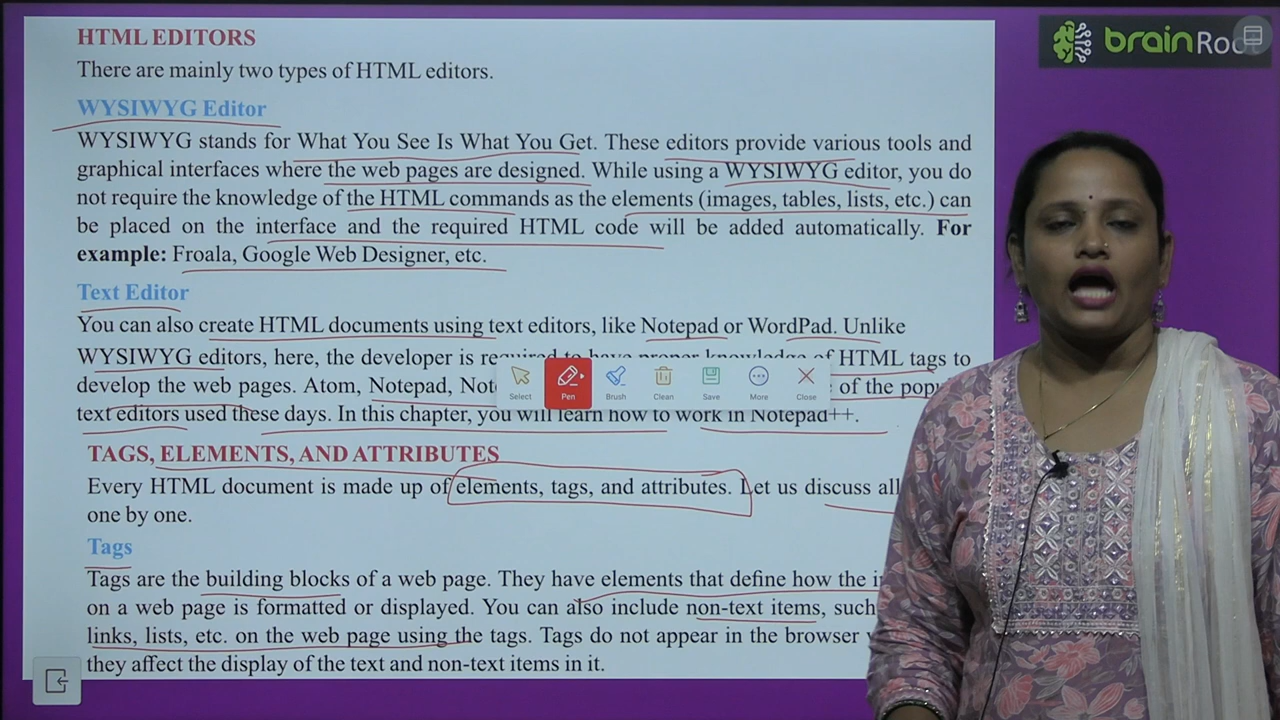 HTML EDITORS
There are mainly two types of HTML editors.
WYSIWYG Editor
WYSIWYG stands for What You See Is What You Get. These editors provide various tools and
graphical interfaces where the web pages are designed. While using a WYSIWYG editor, you do
not require the knowledge of the HTML commands as the elements (images, tables, lists, etc.) can
be placed on the interface and the required HTML code will be added automatically. For
example: Froala, Google Web Designer, etc.
Text Editor
You can also create HTML documents using text editors, like Notepad or WordPad. Unlike
WYSIWYG editors, here, the developer is required to have proper knowledge of HTML tags to
develop the web pages. Atom, Notepad, of the
text editors used these days. In this chapter, you will learn how to work in Notepad++.
TAGS, ELEMENTS, AND ATTRIBUTES
Every HTML document is made up of elements, tags, and attributes. Let us discuss all
one by one.
Tags
Tags are the building blocks of a web page. They have elements that define how the
on a web page is formatted or displayed. You can also include non-text items, such
links, lists, etc. on the web page using the tags. Tags do not appear in the browser
they affect the display of the text and non-text items in it.
Select Pen Brush Clean Save More Close
brain